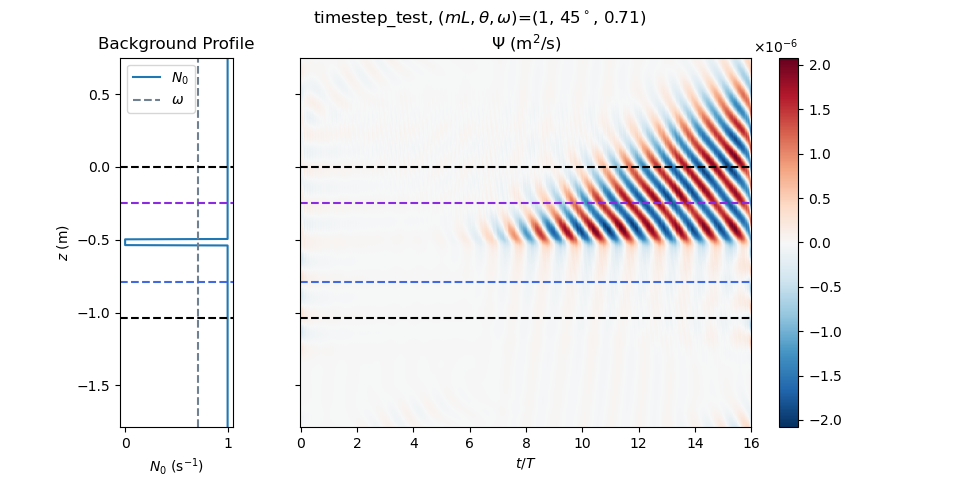 timestep_test, (mL, θ, ω)=(1, 45°, 0.71)
Background Profile
Ψ (m²/s)
×10⁻⁶
N₀
ω
z (m)
0.5
0.0
−0.5
−1.0
−1.5
0 1
N₀ (s⁻¹)
0 2 4 6 8 10 12 14 16
t/T
2.0
1.5
1.0
0.5
0.0
−0.5
−1.0
−1.5
−2.0